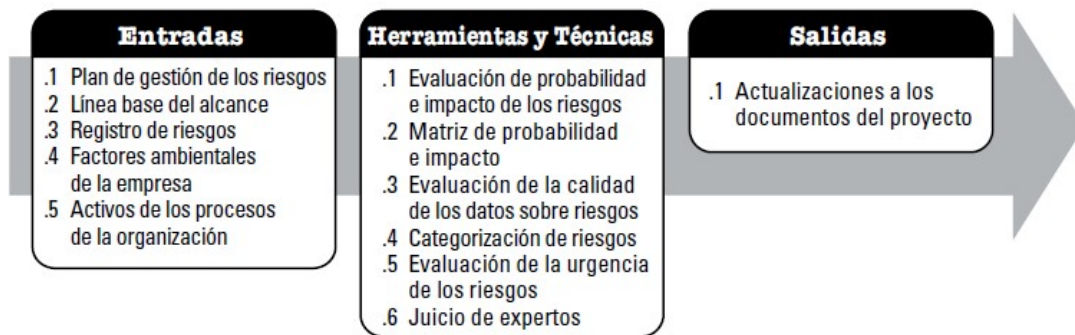 Entradas
.1 Plan de gestión de los riesgos
.2 Línea base del alcance
.3 Registro de riesgos
.4 Factores ambientales
de la empresa
.5 Activos de los procesos
de la organización
Herramientas y Técnicas
.1 Evaluación de probabilidad
e impacto de los riesgos
.2 Matriz de probabilidad
e impacto
.3 Evaluación de la calidad
de los datos sobre riesgos
.4 Categorización de riesgos
.5 Evaluación de la urgencia
de los riesgos
.6 Juicio de expertos
Salidas
.1 Actualizaciones a los
documentos del proyecto